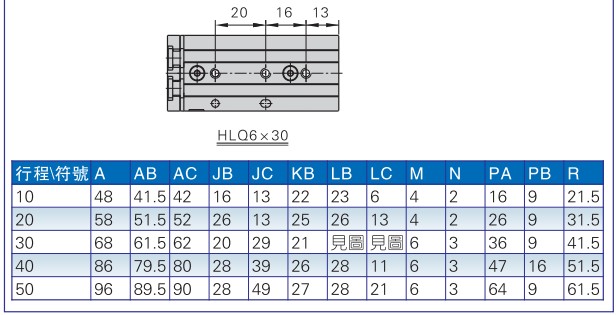 20 16 13
HLQ6×30
行程\符號 A AB AC JB JC KB LB LC M N PA PB R
10 48 41.5 42 16 13 22 23 6 4 2 16 9 21.5
20 58 51.5 52 26 13 25 26 13 4 2 26 9 31.5
30 68 61.5 62 20 29 21 見圖 見圖 6 3 36 9 41.5
40 86 79.5 80 28 39 26 28 11 6 3 47 16 51.5
50 96 89.5 90 28 49 27 28 21 6 3 64 9 61.5